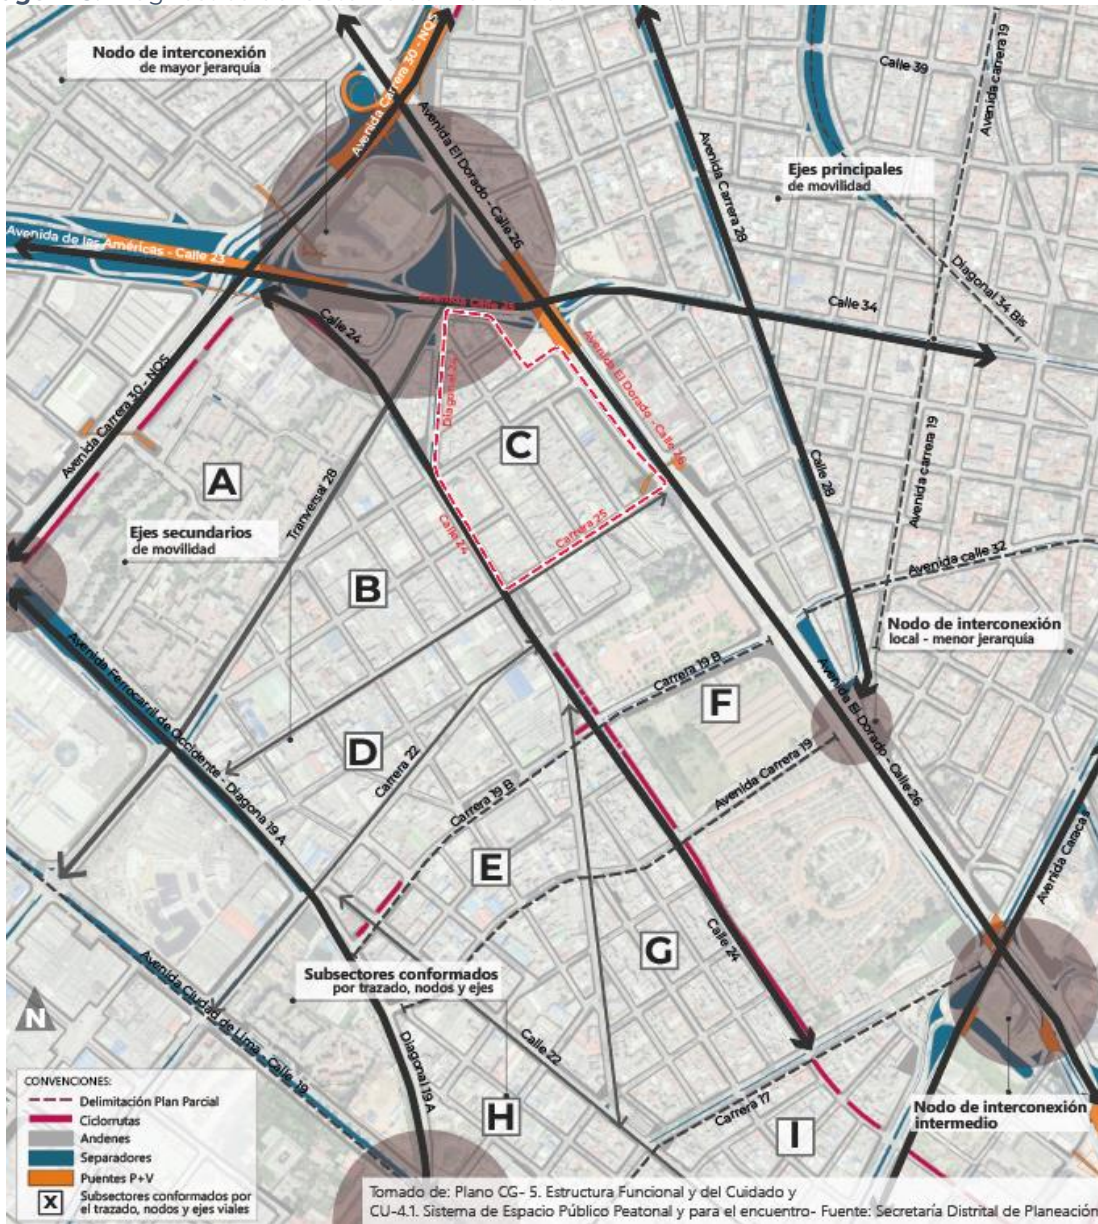 Nodo de interconexión
de mayor jerarquía
Avenida Carrera 30 - NQS
Avenida El Dorado - Calle 26
Calle 39
Avenida carrera 19
Avenida Carrera 28
Ejes principales
de movilidad
Avenida de las Américas - Calle 23
Diagonal 34 Bis
Calle 34
Avenida Calle 25
Calle 24
Avenida El Dorado - Calle 26
Diagonal 24
Avenida Carrera 30 - NQS
C
Avenida carrera 19
Calle 28
A
Tranversal 28
Calle 24
Carrera 25
Ejes secundarios
de movilidad
B
Avenida calle 32
Nodo de interconexión
local - menor jerarquía
Avenida Ferrocarril de Occidente - Diagona 19 A
Carrera 19 B
F
Avenida El Dorado - Calle 26
D
Carrera 22
Carrera 19 B
Avenida Carrera 19
Avenida Caracas
E
G
Calle 24
Avenida Ciudad de Lima - Calle 19
Subsectores conformados
por trazado, nodos y ejes
N
Diagonal 19 A
Calle 22
H
Carrera 17
I
Nodo de interconexión
intermedio
CONVENCIONES:
Delimitación Plan Parcial
Ciclorrutas
Andenes
Separadores
Puentes P+V
X
Subsectores conformados por
el trazado, nodos y ejes viales
Tomado de: Plano CG- 5. Estructura Funcional y del Cuidado y
CU-4.1. Sistema de Espacio Público Peatonal y para el encuentro- Fuente: Secretaría Distrital de Planeación